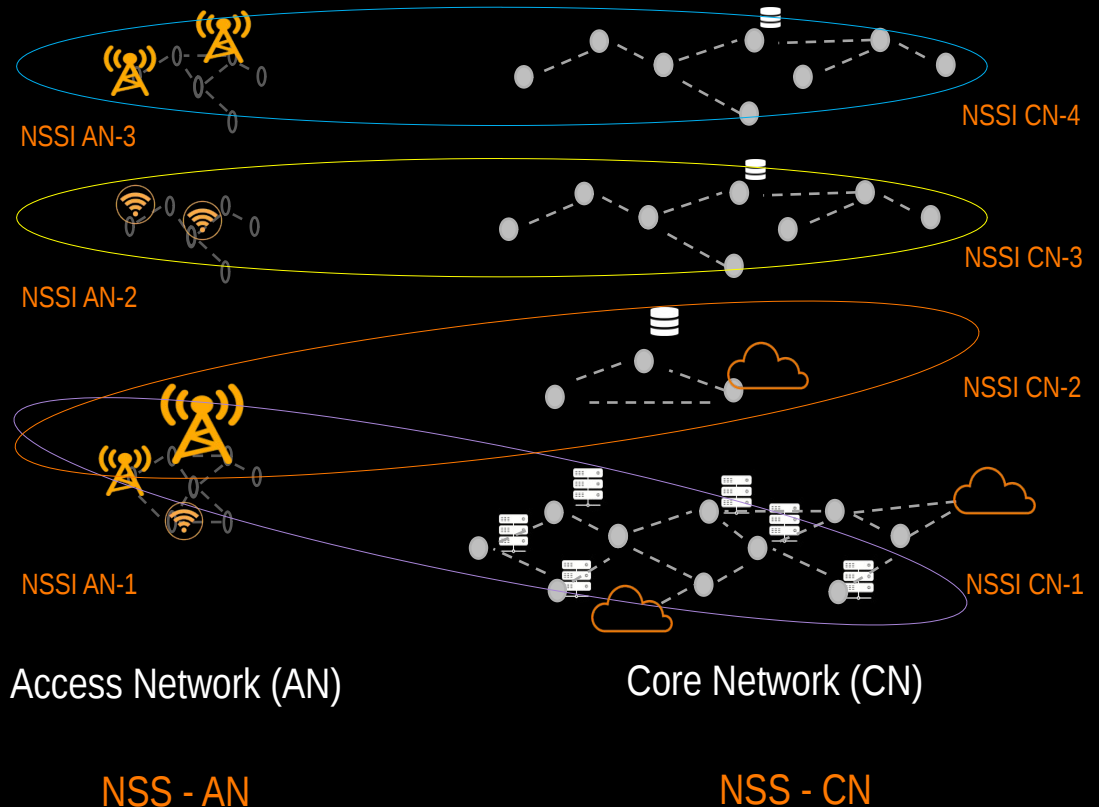 NSSI AN-3
NSSI CN-4
NSSI AN-2
NSSI CN-3
NSSI CN-2
NSSI AN-1
NSSI CN-1
Access Network (AN)
Core Network (CN)
NSS - AN
NSS - CN